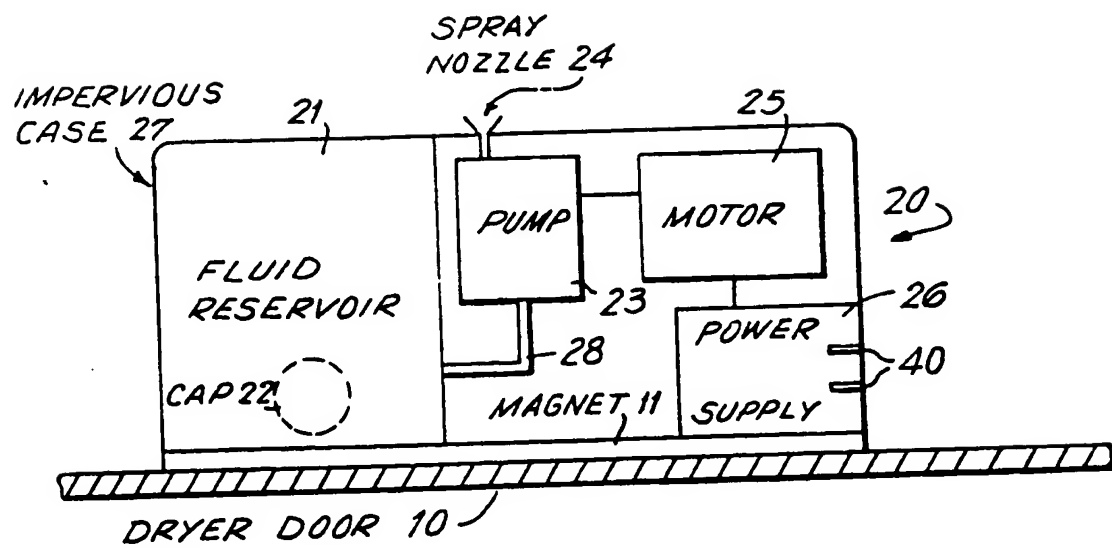 SPRAY
NOZZLE 24
IMPERVIOUS
CASE 27
21
25
PUMP
MOTOR
20
FLUID
RESERVOIR
23
26
POWER
28
40
CAP 22
MAGNET 11
SUPPLY
DRYER DOOR 10